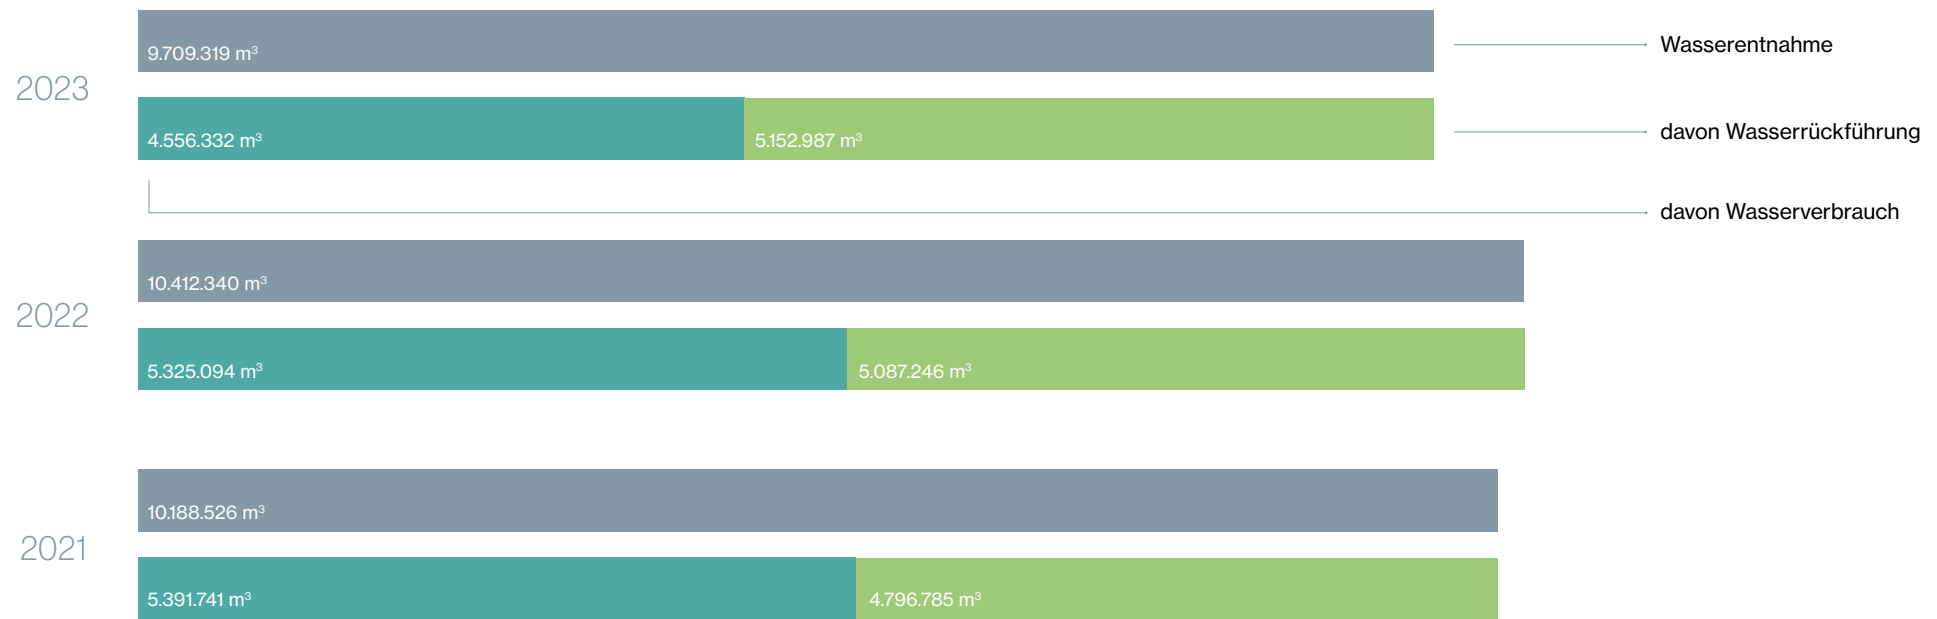 9.709.319 m³
Wasserentnahme
2023
4.556.332 m³
5.152.987 m³
davon Wasserrückführung
davon Wasserverbrauch
10.412.340 m³
2022
5.325.094 m³
5.087.246 m³
10.188.526 m³
2021
5.391.741 m³
4.796.785 m³